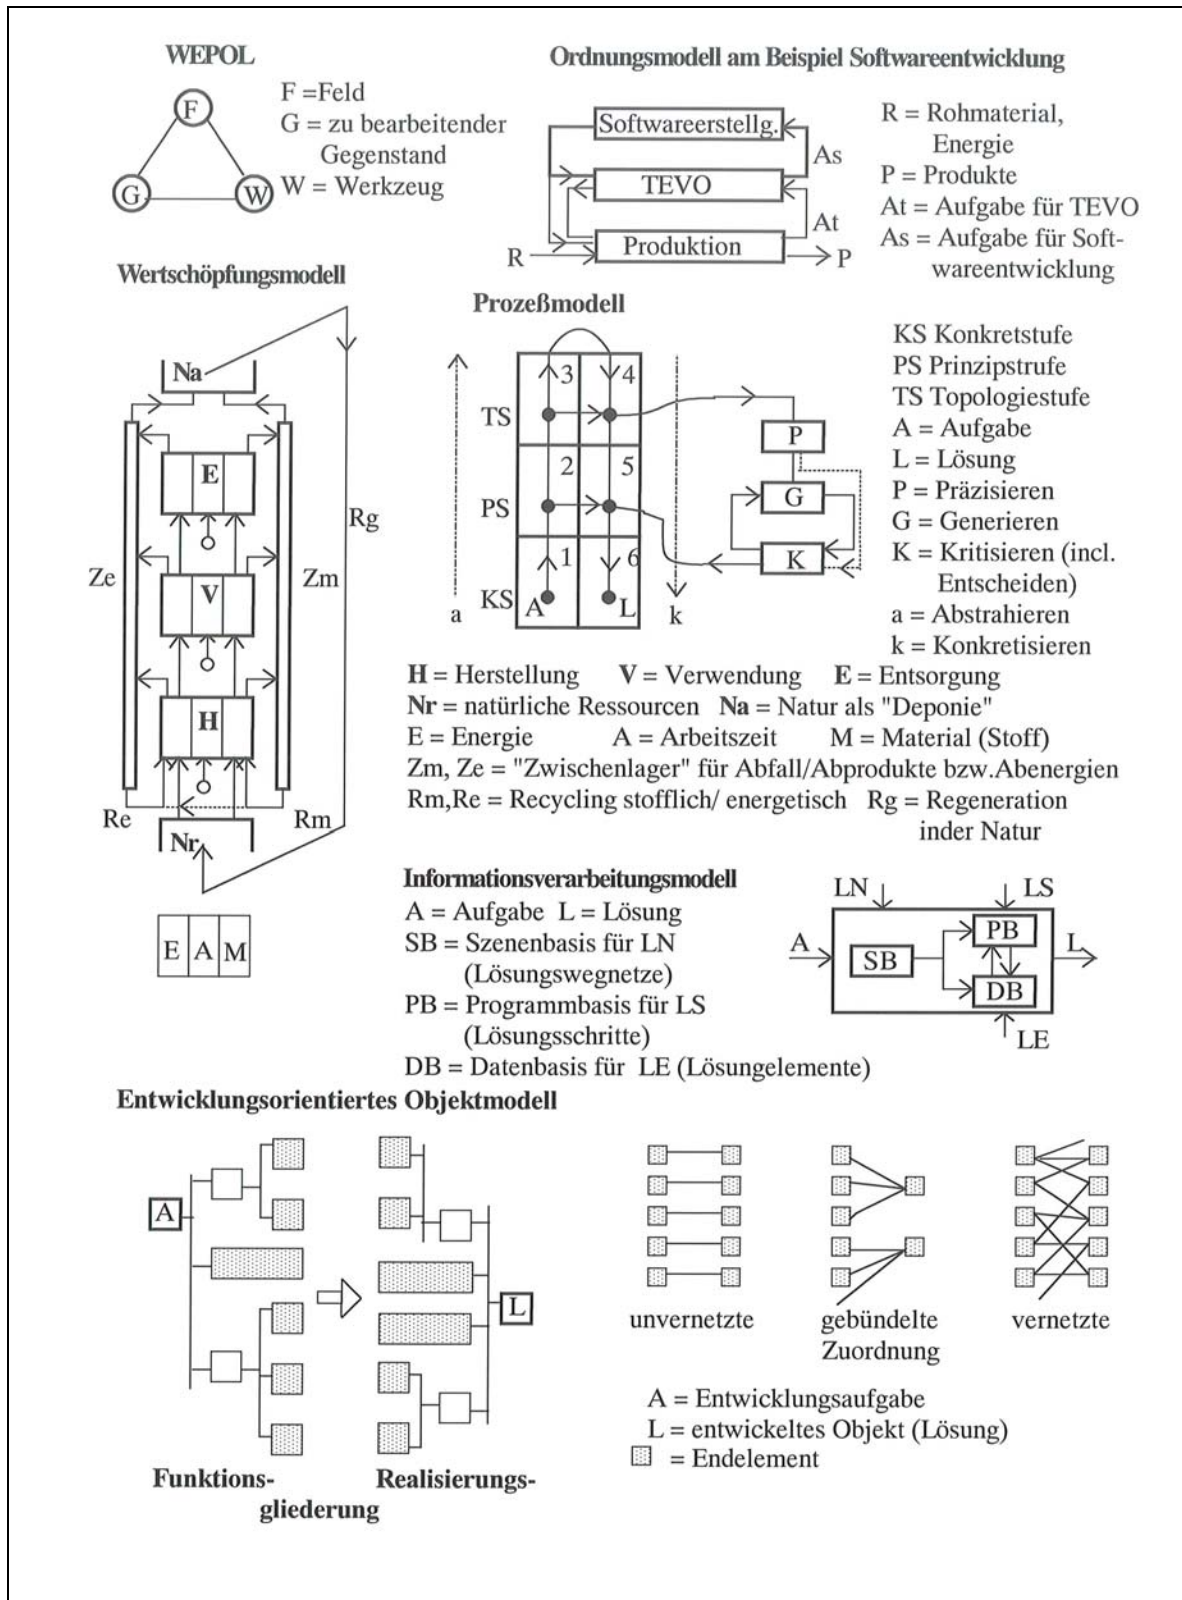 WEPOL
F =Feld
G = zu bearbeitender
Gegenstand
W = Werkzeug
F
G
W
Ordnungsmodell am Beispiel Softwareentwicklung
Softwareerstellg.
As
TEVO
At
R
Produktion
P
R = Rohmaterial,
Energie
P = Produkte
At = Aufgabe für TEVO
As = Aufgabe für Soft-
wareentwicklung
Wertschöpfungsmodell
Na
E
Rg
Ze
Zm
V
H
Re
Rm
Nr
E A M
Prozeßmodell
3 4
TS
2 5
PS
1 6
KS A L
a
k
P
G
K
KS Konkretstufe
PS Prinzipstrufe
TS Topologiestufe
A = Aufgabe
L = Lösung
P = Präzisieren
G = Generieren
K = Kritisieren (incl.
Entscheiden)
a = Abstrahieren
k = Konkretisieren
H = Herstellung V = Verwendung E = Entsorgung
Nr = natürliche Ressourcen Na = Natur als "Deponie"
E = Energie A = Arbeitszeit M = Material (Stoff)
Zm, Ze = "Zwischenlager" für Abfall/Abprodukte bzw.Abenergien
Rm,Re = Recycling stofflich/ energetisch Rg = Regeneration
inder Natur
Informationsverarbeitungsmodell
A = Aufgabe L = Lösung
SB = Szenenbasis für LN
(Lösungswegnetze)
PB = Programmbasis für LS
(Lösungsschritte)
DB = Datenbasis für LE (Lösungelemente)
LN LS
A
SB
PB
L
DB
LE
Entwicklungsorientiertes Objektmodell
A
L
Funktions-
Realisierungs-
gliederung
unvernetzte
gebündelte
Zuordnung
vernetzte
A = Entwicklungsaufgabe
L = entwickeltes Objekt (Lösung)
= Endelement